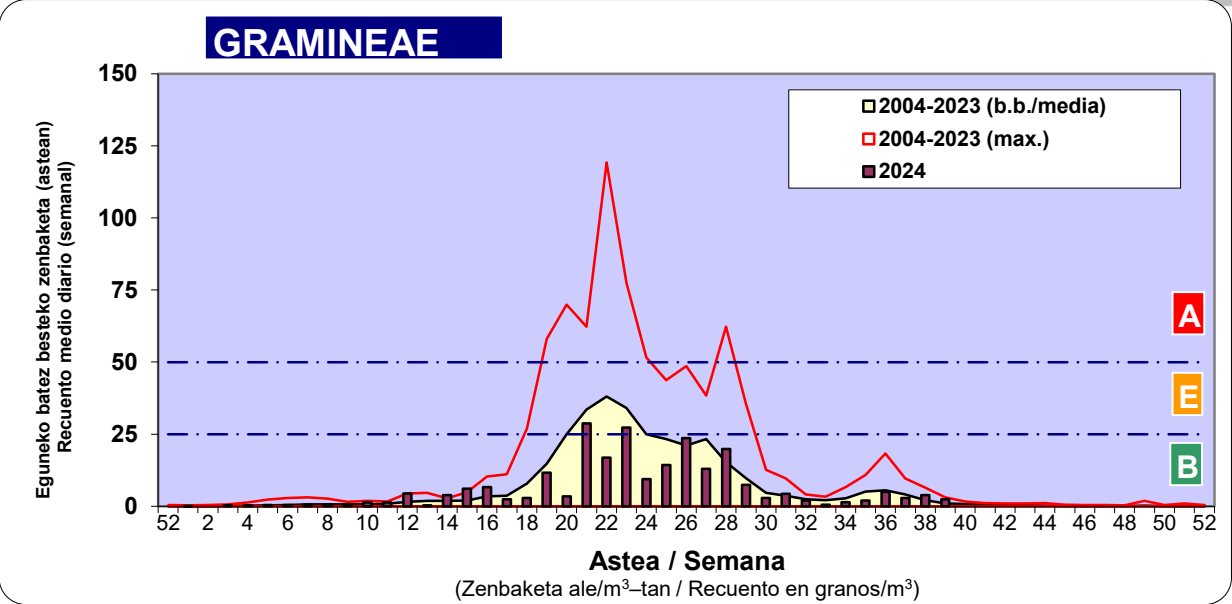 GRAMINEAE
Eguneko batez besteko zenbaketa (astean)
Recuento medio diario (semanal)
150
125
100
75
50
25
0
2004-2023 (b.b./media)
2004-2023 (max.)
2024
A
E
B
52 2 4 6 8 10 12 14 16 18 20 22 24 26 28 30 32 34 36 38 40 42 44 46 48 50 52
Astea / Semana
(Zenbaketa ale/m³–tan / Recuento en granos/m³)